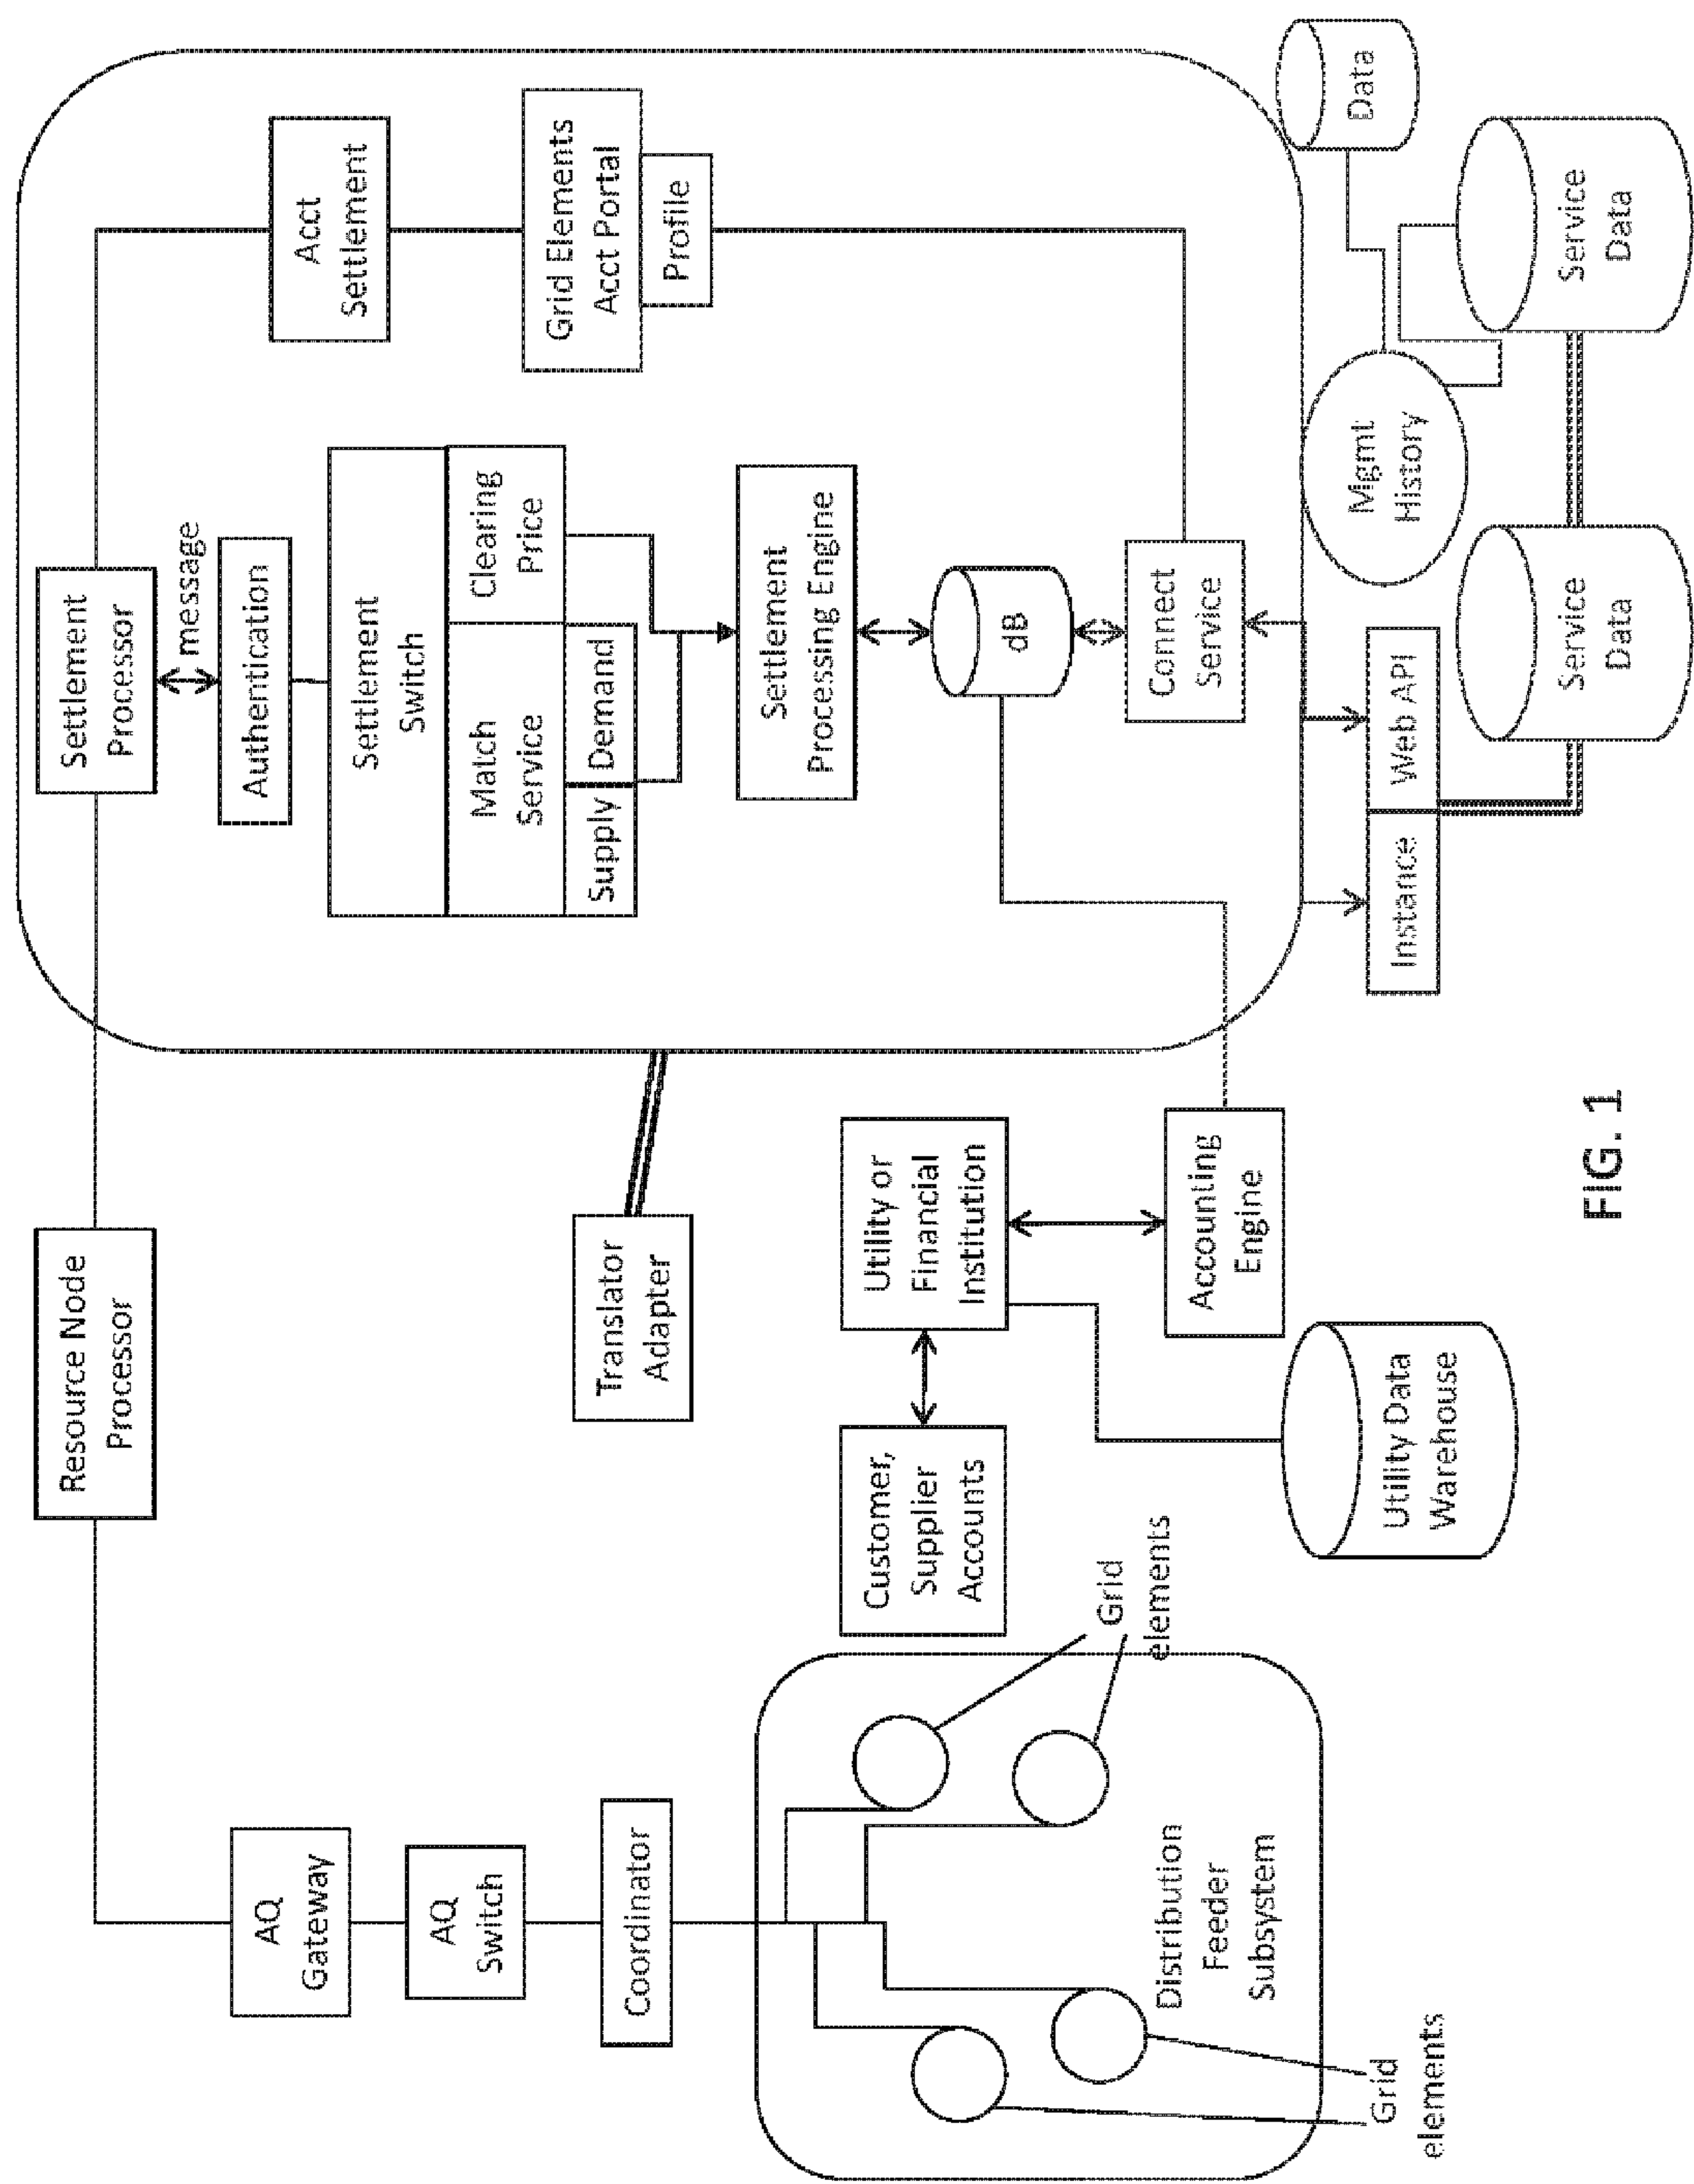 Resource Node
Processor
Settlement
Processor
message
Authentication
Acct
Settlement
AQ
Gateway
AQ
Switch
Coordinator
Settlement
Switch
Match
Service
Clearing
Price
Supply
Demand
Grid Elements
Acct Portal
Profile
Translator
Adapter
Settlement
Processing Engine
Customer,
Supplier
Accounts
Utility or
Financial
Institution
dB
Grid
elements
Distribution
Feeder
Subsystem
Accounting
Engine
Connect
Service
Utility Data
Warehouse
Grid
elements
Instance
Web API
Mgmt
History
Data
Service
Data
Service
Data
FIG. 1